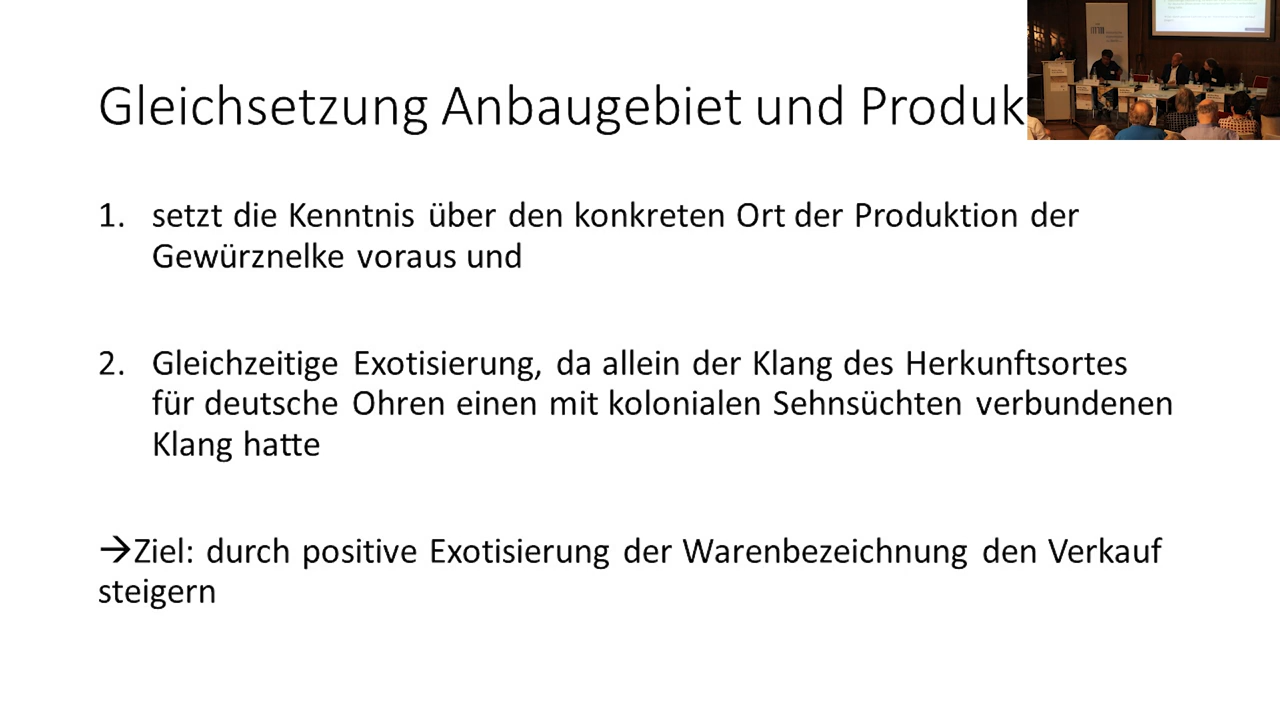 Gleichsetzung Anbaugebiet und Produk
1. setzt die Kenntnis über den konkreten Ort der Produktion der
Gewürznelke voraus und
2. Gleichzeitige Exotisierung, da allein der Klang des Herkunftsortes
für deutsche Ohren einen mit kolonialen Sehnsüchten verbundenen
Klang hatte
→Ziel: durch positive Exotisierung der Warenbezeichnung den Verkauf
steigern